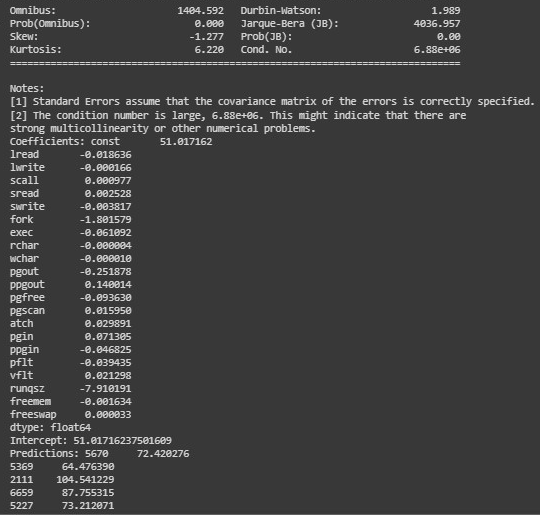 Omnibus: 1404.592 Durbin-Watson: 1.989
Prob(Omnibus): 0.000 Jarque-Bera (JB): 4036.957
Skew: -1.277 Prob(JB): 0.00
Kurtosis: 6.220 Cond. No. 6.88e+06
==============================================================================
Notes:
[1] Standard Errors assume that the covariance matrix of the errors is correctly specified.
[2] The condition number is large, 6.88e+06. This might indicate that there are
strong multicollinearity or other numerical problems.
Coefficients: const 51.017162
lread -0.018636
lwrite -0.000166
scall 0.000977
sread 0.002528
swrite -0.003817
fork -1.801579
exec -0.061092
rchar -0.000004
wchar -0.000010
pgout -0.251878
ppgout 0.140014
pgfree -0.093630
pgscan 0.015950
atch 0.029891
pgin 0.071305
ppgin -0.046825
pflt -0.039435
vflt 0.021298
runqsz -7.910191
freemem -0.001634
freeswap 0.000033
dtype: float64
Intercept: 51.01716237501609
Predictions: 5670 72.420276
5369 64.476390
2111 104.541229
6659 87.755315
5227 73.212071